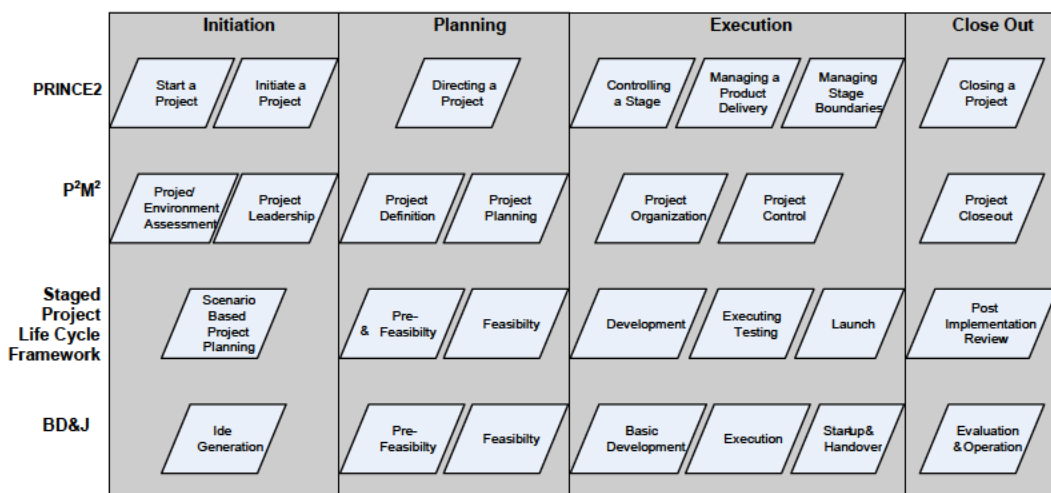 Initiation
Planning
Execution
Close Out
PRINCE2
Start a
Project
Initiate a
Project
Directing a
Project
Controlling
a Stage
Managing a
Product
Delivery
Managing
Stage
Boundaries
Closing a
Project
P²M²
Projec/
Environment
Assessment
Project
Leadership
Project
Definition
Project
Planning
Project
Organization
Project
Control
Project
Closeout
Staged
Project
Life Cycle
Framework
Scenario
Based
Project
Planning
Pre-
& Feasibilty
Feasibilty
Development
Executing
Testing
Launch
Post
Implementation
Review
BD&J
Ide
Generation
Pre-
Feasibilty
Feasibilty
Basic
Development
Execution
Startup&
Handover
Evaluation
&Operation